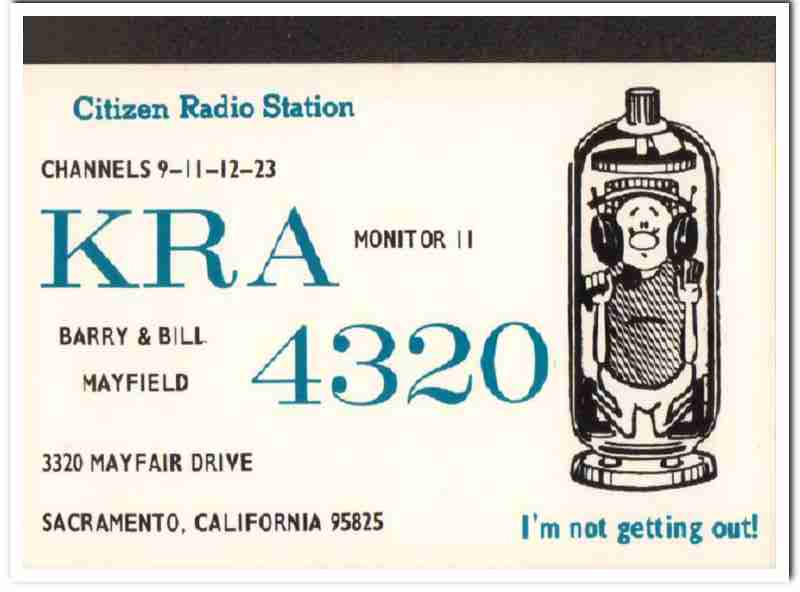 Citizen Radio Station
CHANNELS 9-11-12-23
KRA
MONITOR 11
BARRY & BILL
MAYFIELD
4320
3320 MAYFAIR DRIVE
SACRAMENTO, CALIFORNIA 95825
I'm not getting out!